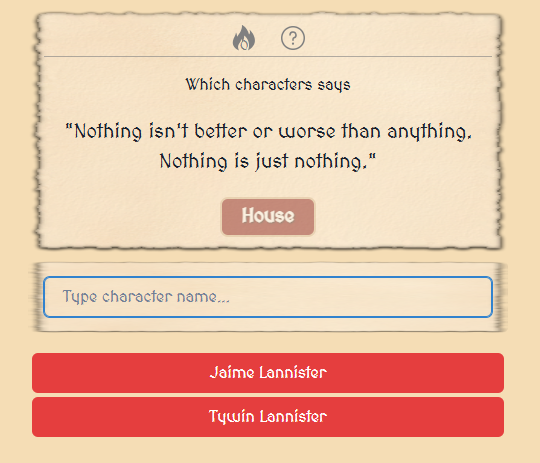 ?
Which characters says
"Nothing isn't better or worse than anything.
Nothing is just nothing."
House
Type character name...
Jaime Lannister
Tywin Lannister